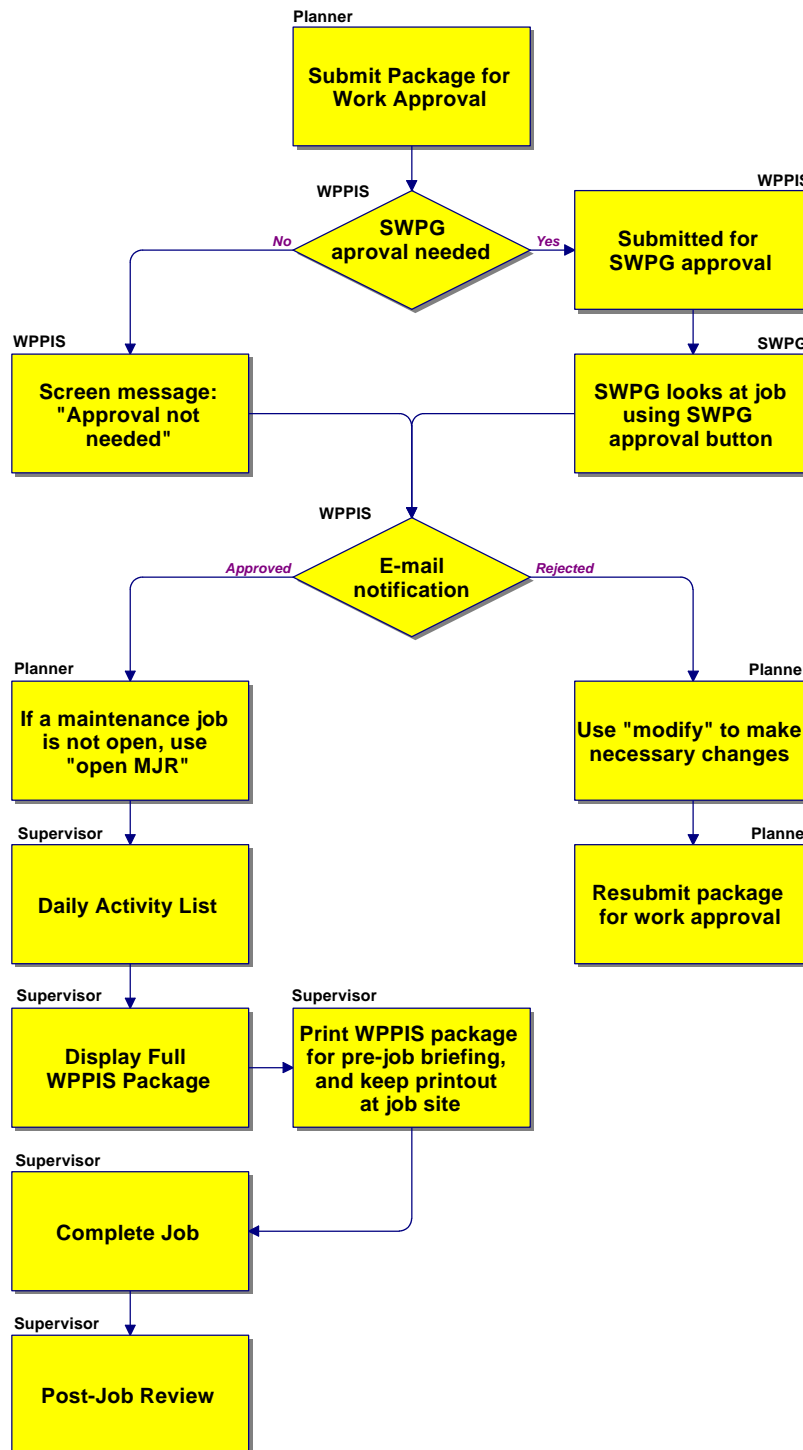 Planner
Submit Package for
Work Approval
WPPIS
SWPG
aproval needed
No
Yes
WPPIS
Submitted for
SWPG approval
WPPIS
Screen message:
"Approval not
needed"
SWPG
SWPG looks at job
using SWPG
approval button
WPPIS
E-mail
notification
Approved
Rejected
Planner
If a maintenance job
is not open, use
"open MJR"
Planner
Use "modify" to make
necessary changes
Supervisor
Daily Activity List
Planner
Resubmit package
for work approval
Supervisor
Display Full
WPPIS Package
Supervisor
Print WPPIS package
for pre-job briefing,
and keep printout
at job site
Supervisor
Complete Job
Supervisor
Post-Job Review